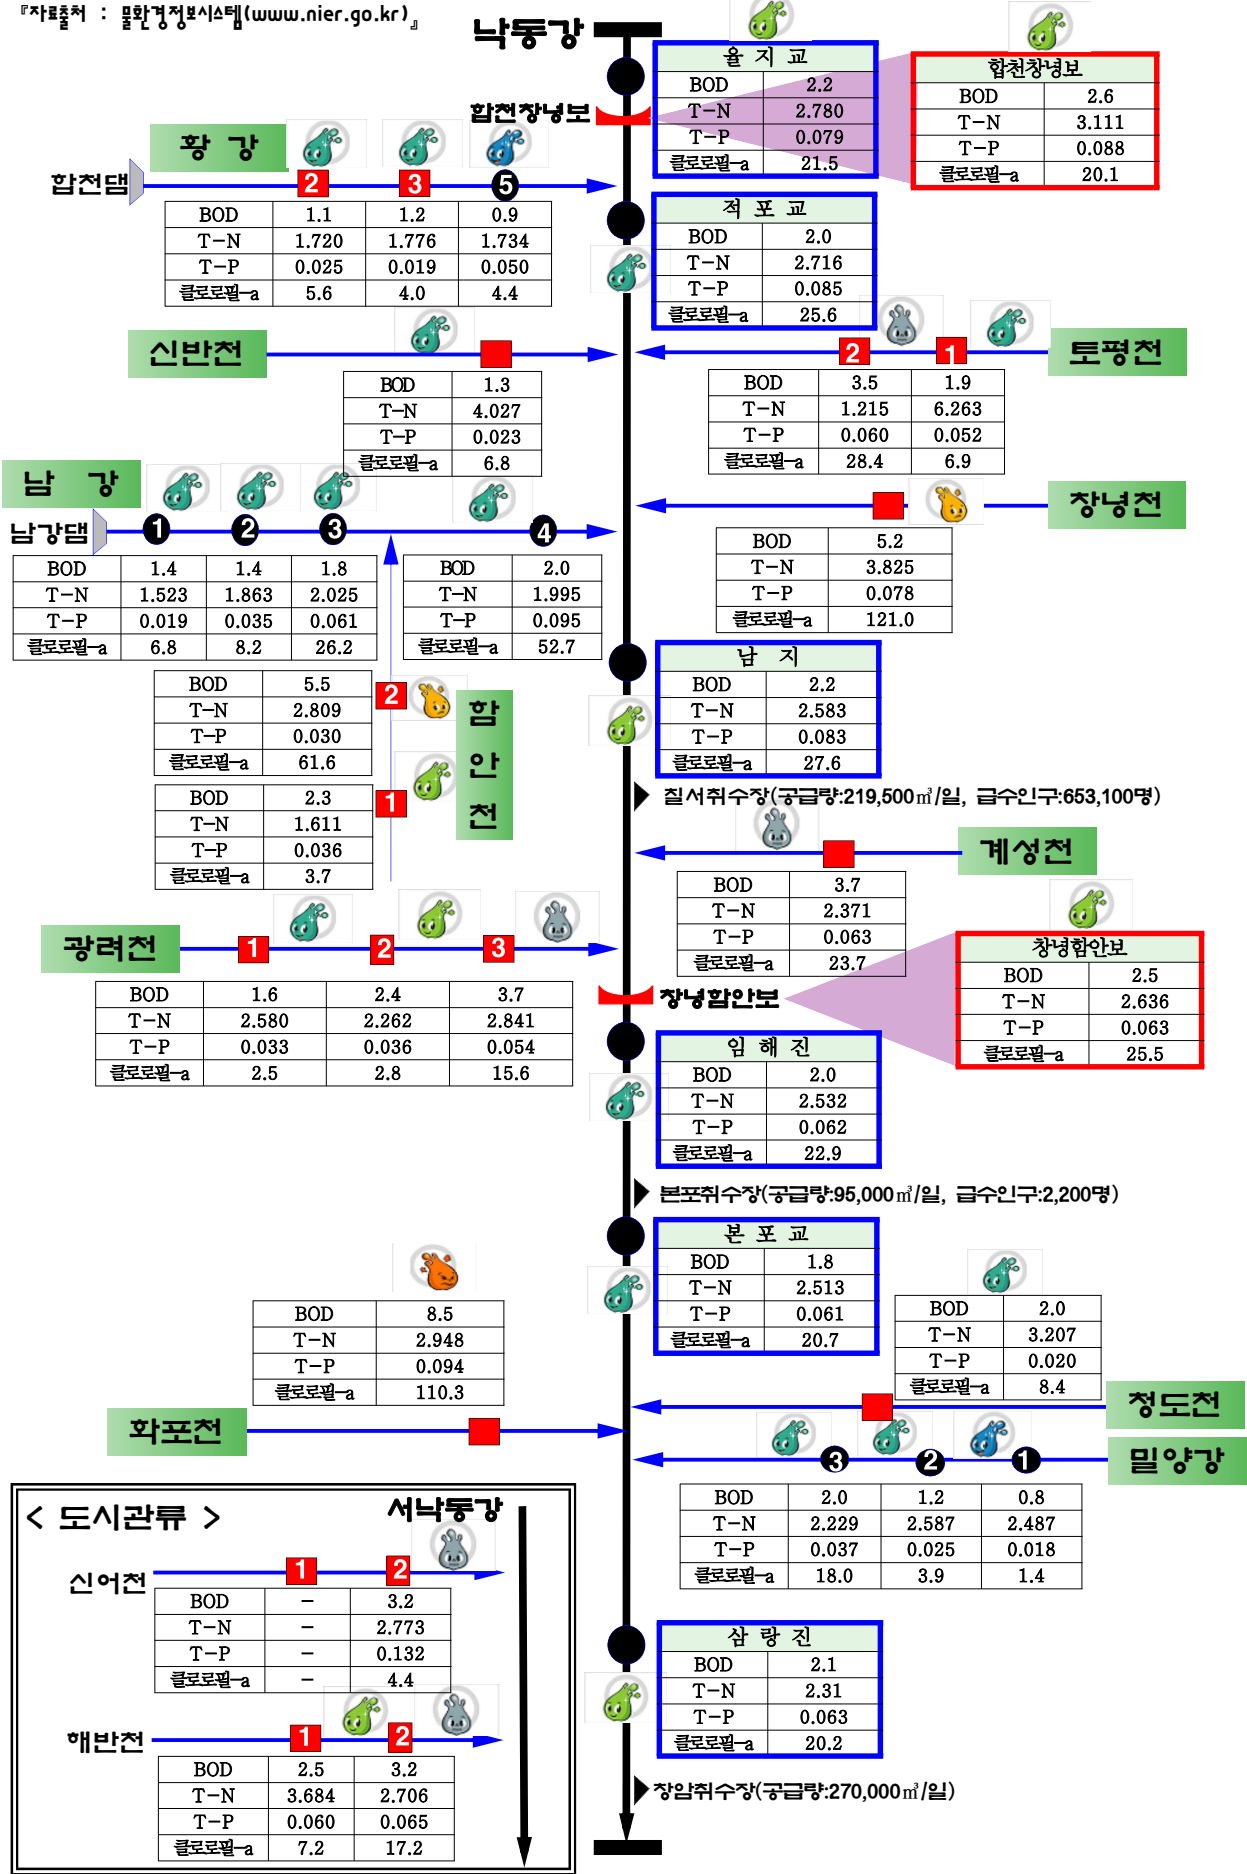 『자료출처 : 물환경정보시스템(www.nier.go.kr)』
낙동강
율 지 교
BOD 2.2
T-N 2.780
T-P 0.079
클로로필-a 21.5
합천창녕보
합천창녕보
BOD 2.6
T-N 3.111
T-P 0.088
클로로필-a 20.1
황 강
합천댐
2 3 5
BOD 1.1 1.2 0.9
T-N 1.720 1.776 1.734
T-P 0.025 0.019 0.050
클로로필-a 5.6 4.0 4.4
적 포 교
BOD 2.0
T-N 2.716
T-P 0.085
클로로필-a 25.6
신반천
BOD 1.3
T-N 4.027
T-P 0.023
클로로필-a 6.8
토평천
2 1
BOD 3.5 1.9
T-N 1.215 6.263
T-P 0.060 0.052
클로로필-a 28.4 6.9
남 강
남강댐
1 2 3 4
BOD 1.4 1.4 1.8
T-N 1.523 1.863 2.025
T-P 0.019 0.035 0.061
클로로필-a 6.8 8.2 26.2
BOD 2.0
T-N 1.995
T-P 0.095
클로로필-a 52.7
창녕천
BOD 5.2
T-N 3.825
T-P 0.078
클로로필-a 121.0
남 지
BOD 2.2
T-N 2.583
T-P 0.083
클로로필-a 27.6
함안천
2
BOD 5.5
T-N 2.809
T-P 0.030
클로로필-a 61.6
1
BOD 2.3
T-N 1.611
T-P 0.036
클로로필-a 3.7
칠서취수장(공급량:219,500㎥/일, 급수인구:653,100명)
계성천
BOD 3.7
T-N 2.371
T-P 0.063
클로로필-a 23.7
광려천
1 2 3
BOD 1.6 2.4 3.7
T-N 2.580 2.262 2.841
T-P 0.033 0.036 0.054
클로로필-a 2.5 2.8 15.6
창녕함안보
창녕함안보
BOD 2.5
T-N 2.636
T-P 0.063
클로로필-a 25.5
임 해 진
BOD 2.0
T-N 2.532
T-P 0.062
클로로필-a 22.9
본포취수장(공급량:95,000㎥/일, 급수인구:2,200명)
본 포 교
BOD 1.8
T-N 2.513
T-P 0.061
클로로필-a 20.7
BOD 8.5
T-N 2.948
T-P 0.094
클로로필-a 110.3
화포천
BOD 2.0
T-N 3.207
T-P 0.020
클로로필-a 8.4
청도천
밀양강
3 2 1
BOD 2.0 1.2 0.8
T-N 2.229 2.587 2.487
T-P 0.037 0.025 0.018
클로로필-a 18.0 3.9 1.4
< 도시관류 >
서낙동강
신어천
1 2
BOD - 3.2
T-N - 2.773
T-P - 0.132
클로로필-a - 4.4
해반천
1 2
BOD 2.5 3.2
T-N 3.684 2.706
T-P 0.060 0.065
클로로필-a 7.2 17.2
삼 랑 진
BOD 2.1
T-N 2.31
T-P 0.063
클로로필-a 20.2
창암취수장(공급량:270,000㎥/일)